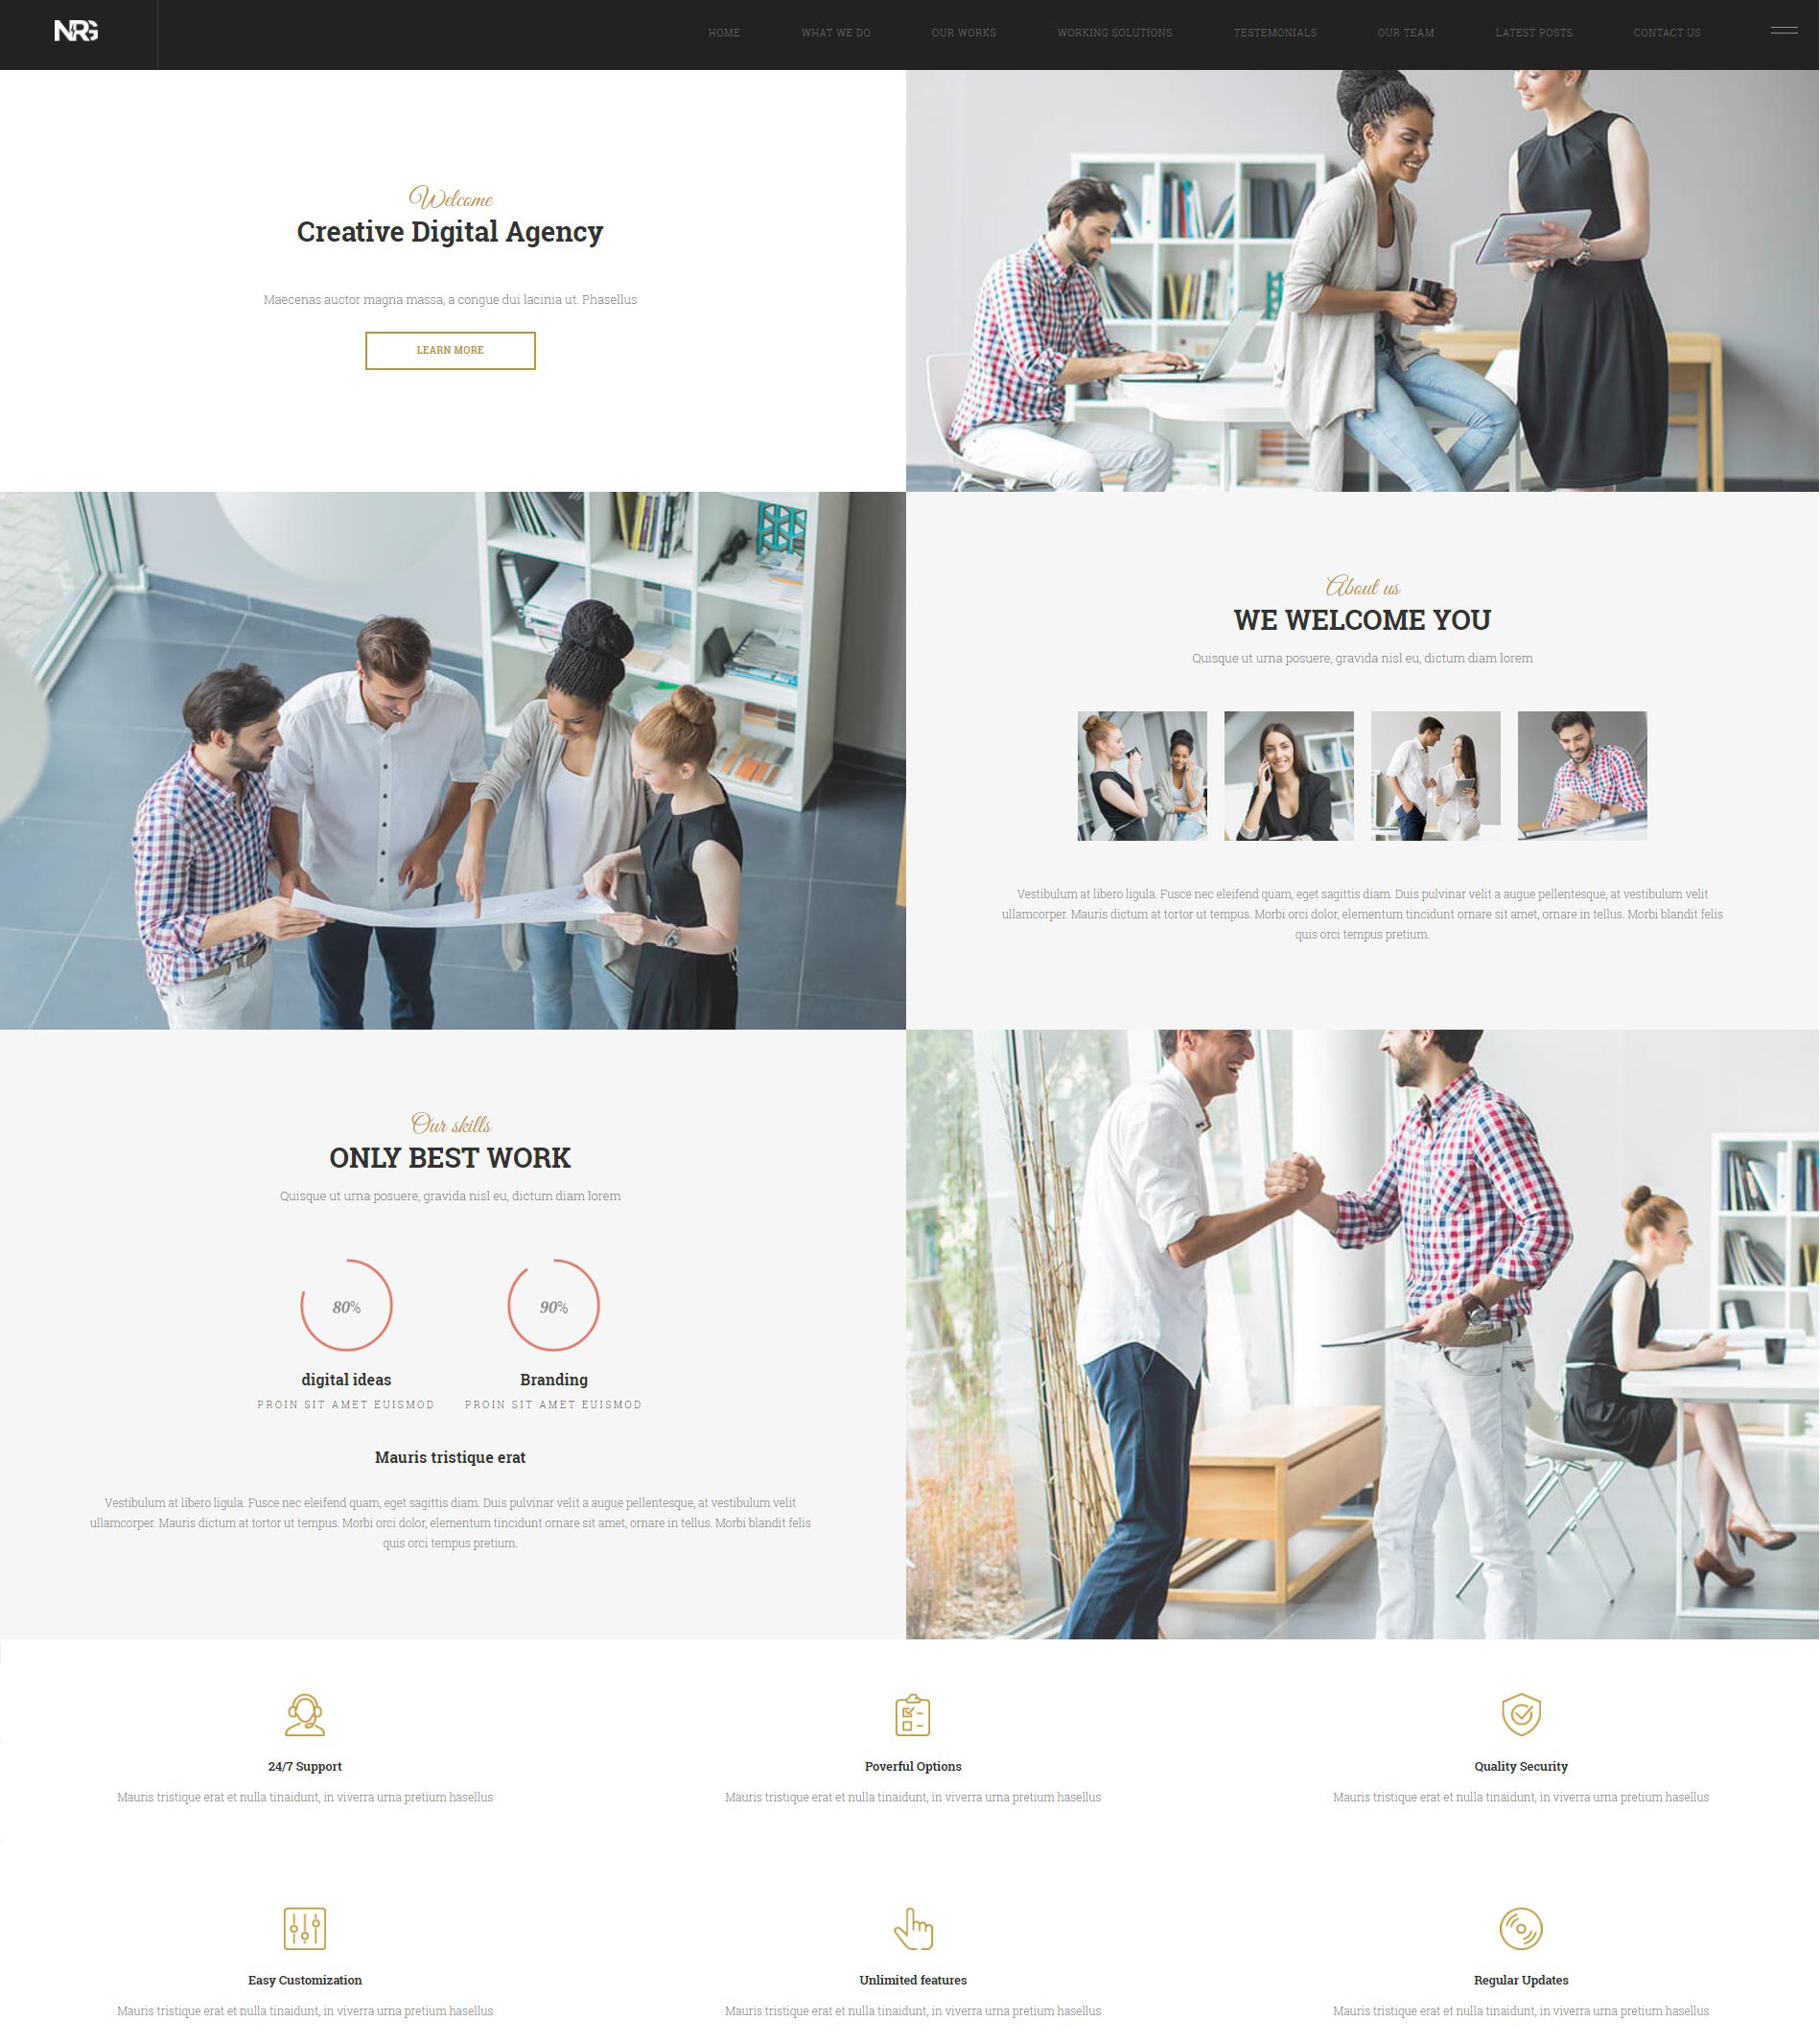 NRG
HOME WHAT WE DO OUR WORKS WORKING SOLUTIONS TESTEMONIALS OUR TEAM LATEST POSTS CONTACT US
Welcome
Creative Digital Agency
Maecenas auctor magna massa, a congue dui lacinia ut. Phasellus
LEARN MORE
About us
WE WELCOME YOU
Quisque ut urna posuere, gravida nisl eu, dictum diam lorem
Vestibulum at libero ligula. Fusce nec eleifend quam, eget sagittis diam. Duis pulvinar velit a augue pellentesque, at vestibulum velit
ullamcorper. Mauris dictum at tortor ut tempus. Morbi orci dolor, elementum tincidunt ornare sit amet, ornare in tellus. Morbi blandit felis
quis orci tempus pretium.
Our skills
ONLY BEST WORK
Quisque ut urna posuere, gravida nisl eu, dictum diam lorem
80% 90%
digital ideas Branding
PROIN SIT AMET EUISMOD PROIN SIT AMET EUISMOD
Mauris tristique erat
Vestibulum at libero ligula. Fusce nec eleifend quam, eget sagittis diam. Duis pulvinar velit a augue pellentesque, at vestibulum velit
ullamcorper. Mauris dictum at tortor ut tempus. Morbi orci dolor, elementum tincidunt ornare sit amet, ornare in tellus. Morbi blandit felis
quis orci tempus pretium.
24/7 Support Poverful Options Quality Security
Mauris tristique erat et nulla tinaidunt, in viverra urna pretium hasellus Mauris tristique erat et nulla tinaidunt, in viverra urna pretium hasellus Mauris tristique erat et nulla tinaidunt, in viverra urna pretium hasellus
Easy Customization Unlimited features Regular Updates
Mauris tristique erat et nulla tinaidunt, in viverra urna pretium hasellus Mauris tristique erat et nulla tinaidunt, in viverra urna pretium hasellus Mauris tristique erat et nulla tinaidunt, in viverra urna pretium hasellus